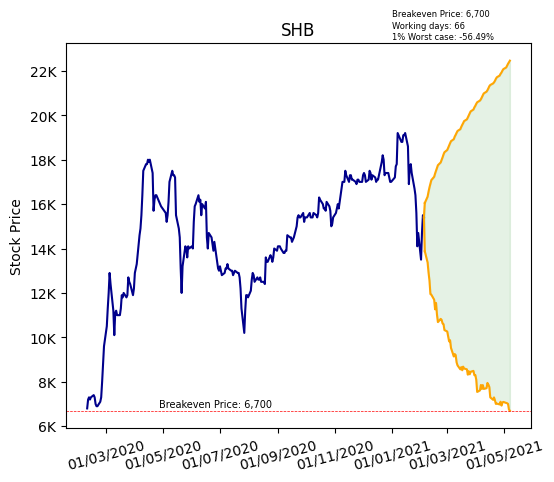 Breakeven Price: 6,700
Working days: 66
1% Worst case: -56.49%
SHB
Stock Price
22K
20K
18K
16K
14K
12K
10K
8K
6K
Breakeven Price: 6,700
01/03/2020
01/05/2020
01/07/2020
01/09/2020
01/11/2020
01/01/2021
01/03/2021
01/05/2021